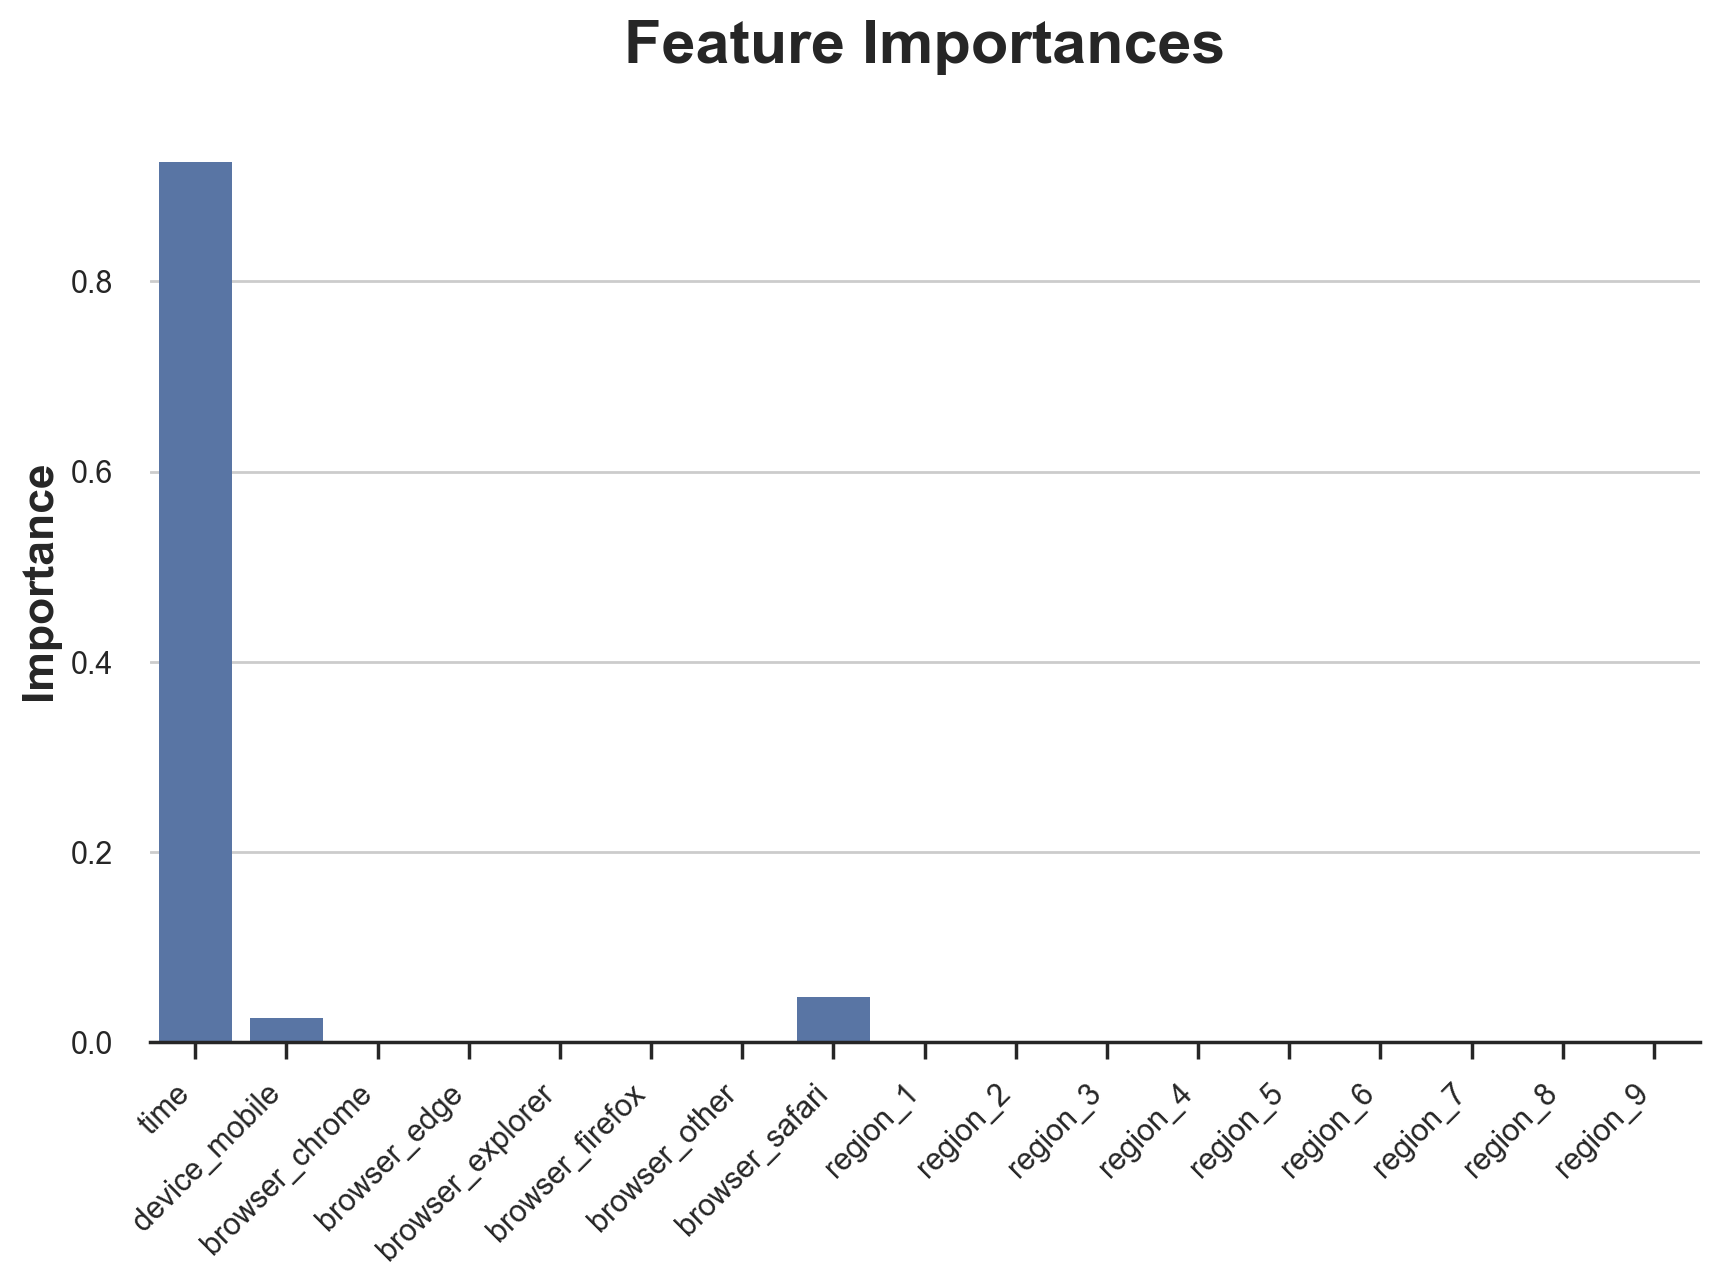 Feature Importances
Importance
0.8
0.6
0.4
0.2
0.0
time
device_mobile
browser_chrome
browser_edge
browser_explorer
browser_firefox
browser_other
browser_safari
region_1
region_2
region_3
region_4
region_5
region_6
region_7
region_8
region_9